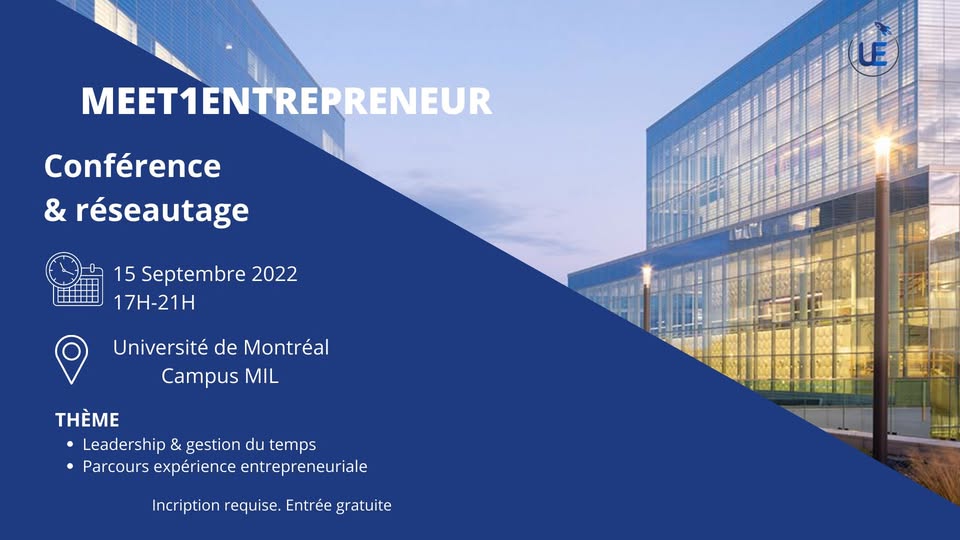 UE
MEET1ENTREPRENEUR
Conférence
& réseautage
15 Septembre 2022
17H-21H
Université de Montréal
Campus MIL
THÈME
Leadership & gestion du temps
Parcours expérience entrepreneuriale
Incription requise. Entrée gratuite